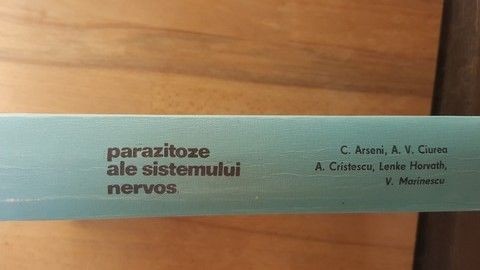 parazitoze
ale sistemului
nervos
C. Arseni, A. V. Ciurea
A. Cristescu, Lenke Horvath,
V. Marinescu